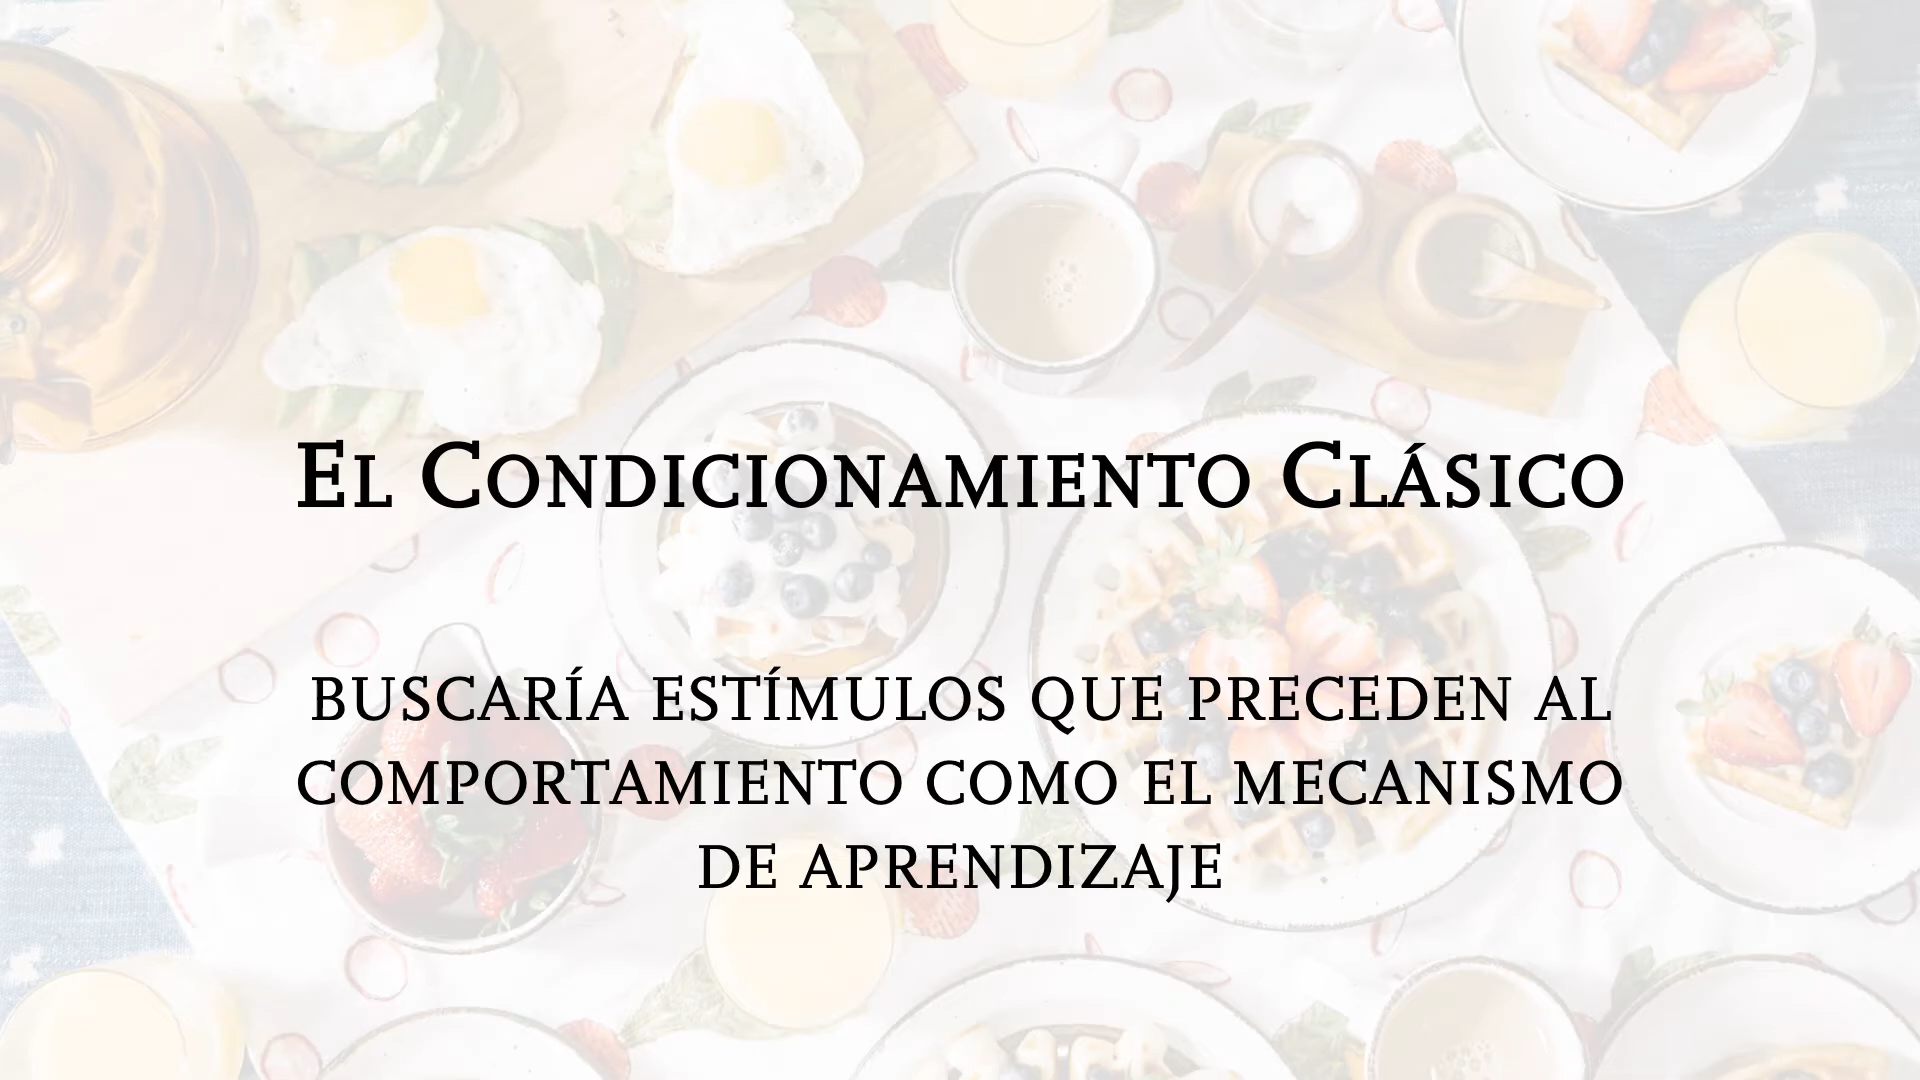 El Condicionamiento Clásico
BUSCARÍA ESTÍMULOS QUE PRECEDEN AL
COMPORTAMIENTO COMO EL MECANISMO
DE APRENDIZAJE